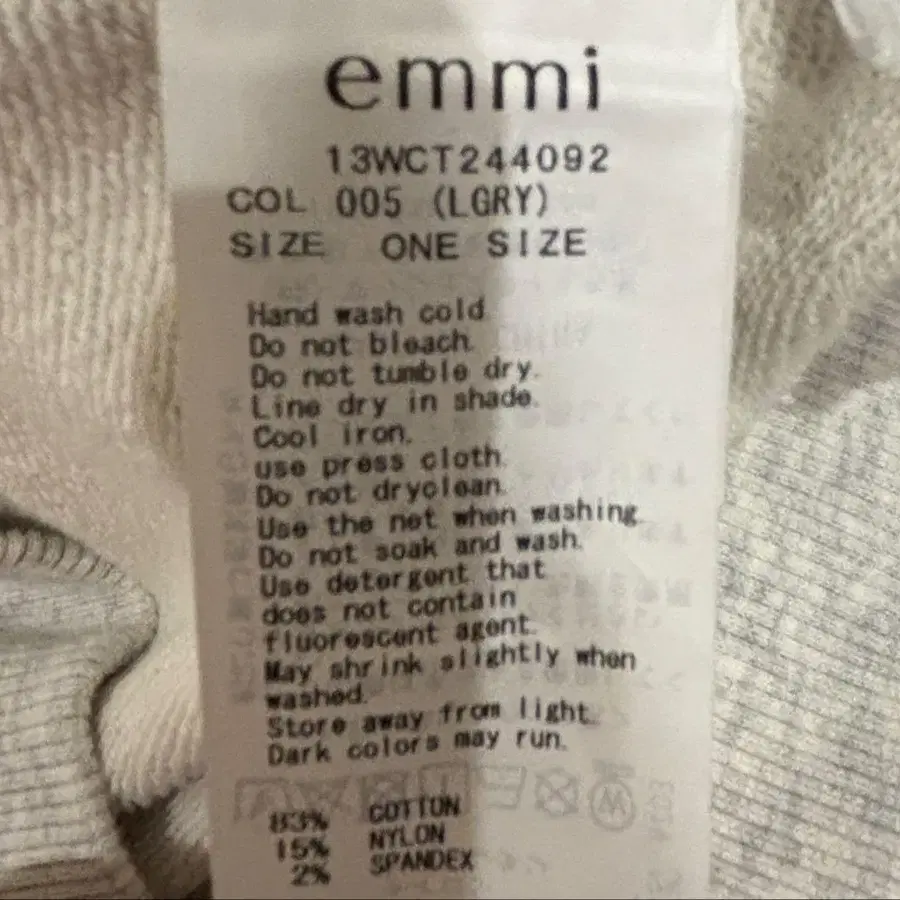 emmi
13WCT244092
COL 005 (LGRY)
SIZE ONE SIZE
Hand wash cold
Do not bleach.
Do not tumble dry.
Line dry in shade.
Cool iron.
use press cloth.
Do not dryclean.
Use the net when washing.
Do not soak and wash.
Use detergent that
does not contain
fluorescent agent.
May shrink slightly when
washed.
Store away from light.
Dark colors may run.
83% COTTON
15% NYLON
2% SPANDEX